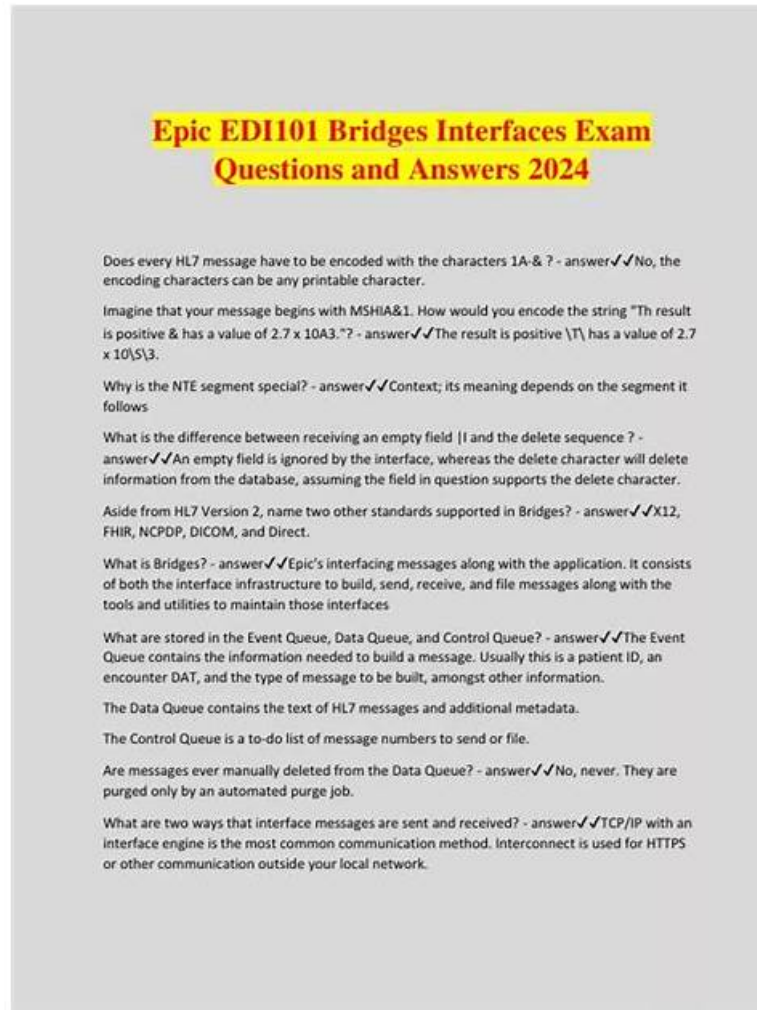 Epic EDI101 Bridges Interfaces Exam
Questions and Answers 2024
Does every HL7 message have to be encoded with the characters 1A-& ? - answer✓✓No, the
encoding characters can be any printable character.
Imagine that your message begins with MSHIA&1. How would you encode the string "Th result
is positive & has a value of 2.7 x 10A3."? - answer✓✓The result is positive \T\ has a value of 2.7
x 10\S\3.
Why is the NTE segment special? - answer✓✓Context; its meaning depends on the segment it
follows
What is the difference between receiving an empty field |I and the delete sequence ? -
answer✓✓An empty field is ignored by the interface, whereas the delete character will delete
information from the database, assuming the field in question supports the delete character.
Aside from HL7 Version 2, name two other standards supported in Bridges? - answer✓✓X12,
FHIR, NCPDP, DICOM, and Direct.
What is Bridges? - answer✓✓Epic's interfacing messages along with the application. It consists
of both the interface infrastructure to build, send, receive, and file messages along with the
tools and utilities to maintain those interfaces
What are stored in the Event Queue, Data Queue, and Control Queue? - answer✓✓The Event
Queue contains the information needed to build a message. Usually this is a patient ID, an
encounter DAT, and the type of message to be built, amongst other information.
The Data Queue contains the text of HL7 messages and additional metadata.
The Control Queue is a to-do list of message numbers to send or file.
Are messages ever manually deleted from the Data Queue? - answer✓✓No, never. They are
purged only by an automated purge job.
What are two ways that interface messages are sent and received? - answer✓✓TCP/IP with an
interface engine is the most common communication method. Interconnect is used for HTTPS
or other communication outside your local network.